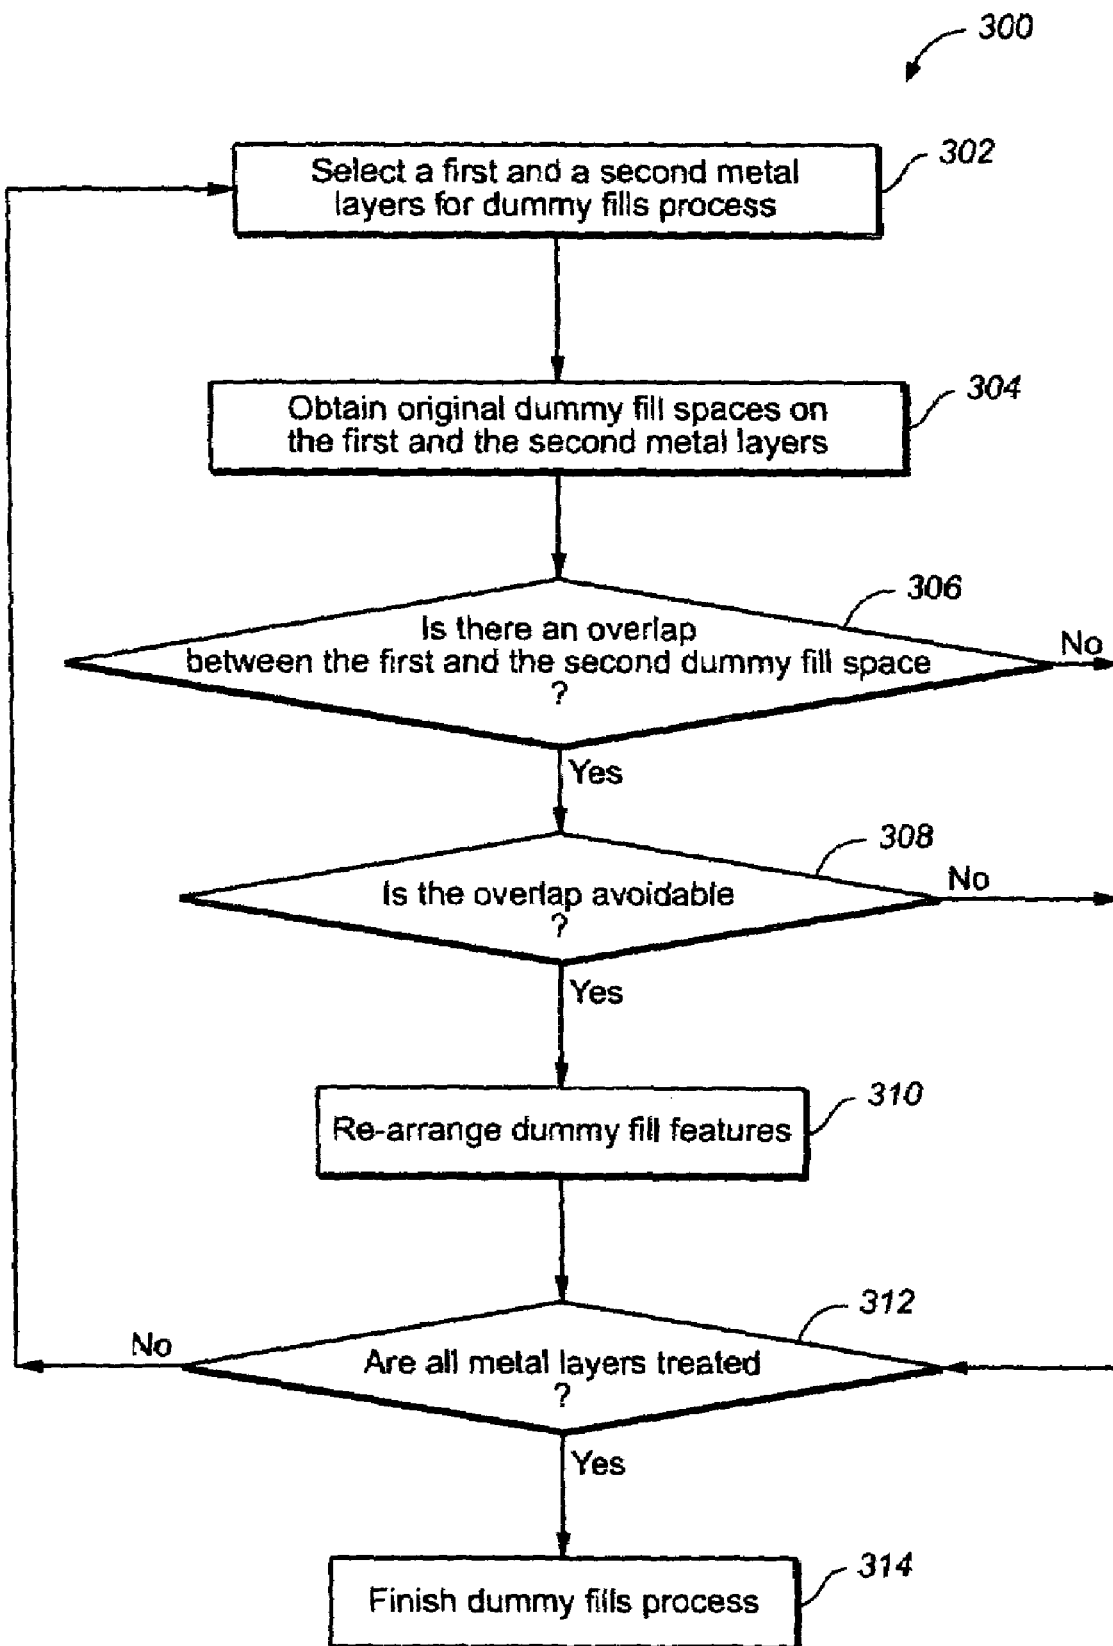 300
302
Select a first and a second metal
layers for dummy fills process
304
Obtain original dummy fill spaces on
the first and the second metal layers
306
Is there an overlap
between the first and the second dummy fill space
?
No
Yes
308
Is the overlap avoidable
?
No
Yes
310
Re-arrange dummy fill features
312
Are all metal layers treated
?
No
Yes
314
Finish dummy fills process